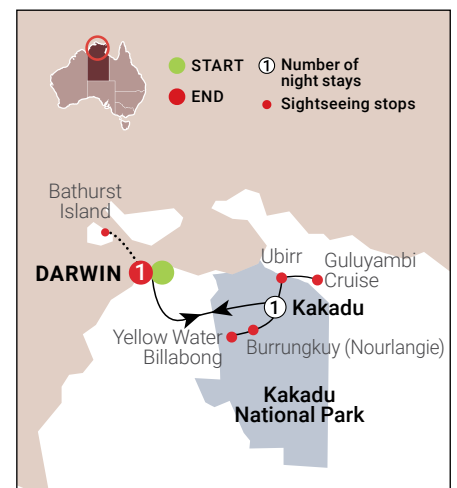 START
END
1 Number of
night stays
Sightseeing stops
Bathurst
Island
DARWIN 1
Ubirr
Guluyambi
Cruise
1 Kakadu
Yellow Water
Billabong
Burrungkuy (Nourlangie)
Kakadu
National Park